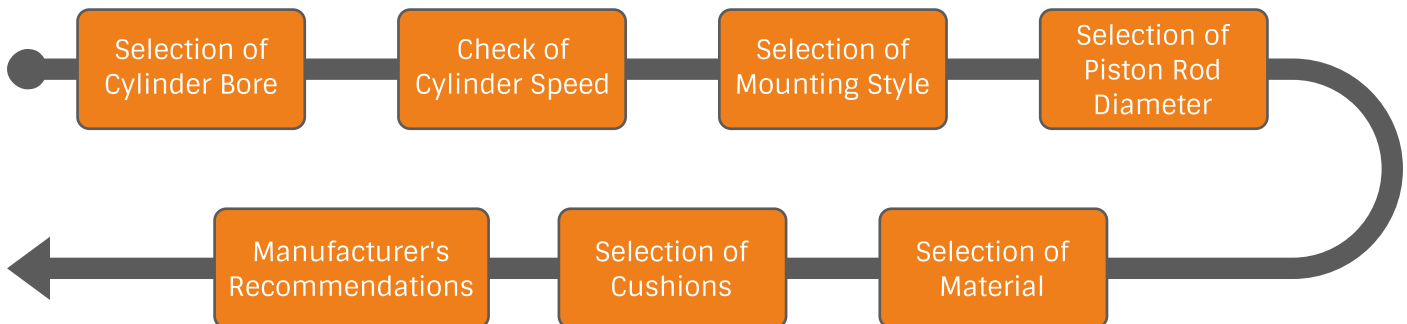 Selection of
Cylinder Bore
Check of
Cylinder Speed
Selection of
Mounting Style
Selection of
Piston Rod
Diameter
Selection of
Material
Selection of
Cushions
Manufacturer's
Recommendations